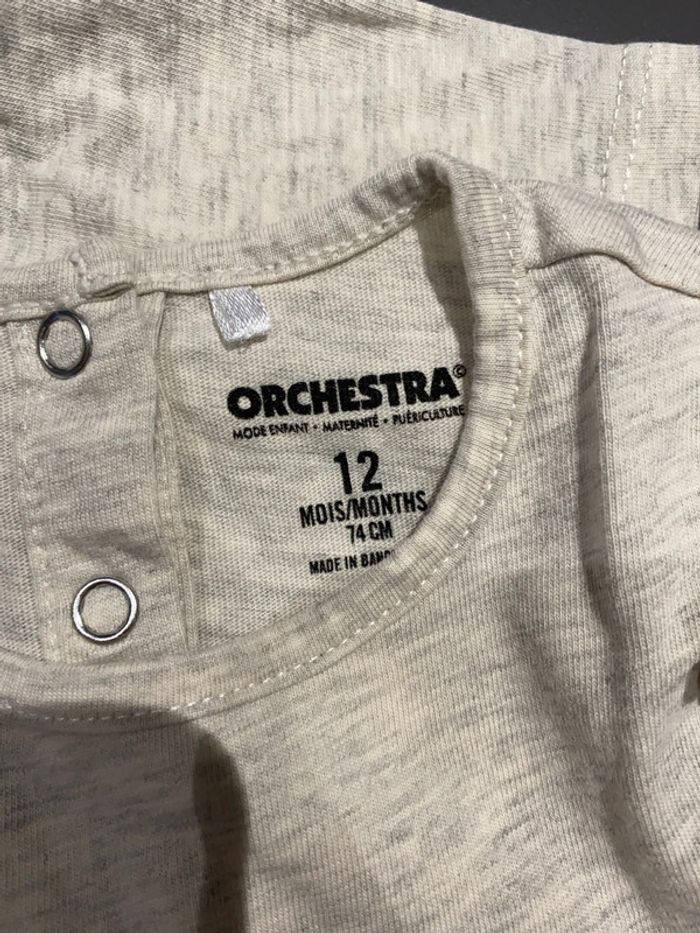 ORCHESTRA©
MODE ENFANT • MATERNITÉ • PUÉRICULTURE
12
MOIS/MONTHS
74 CM
MADE IN